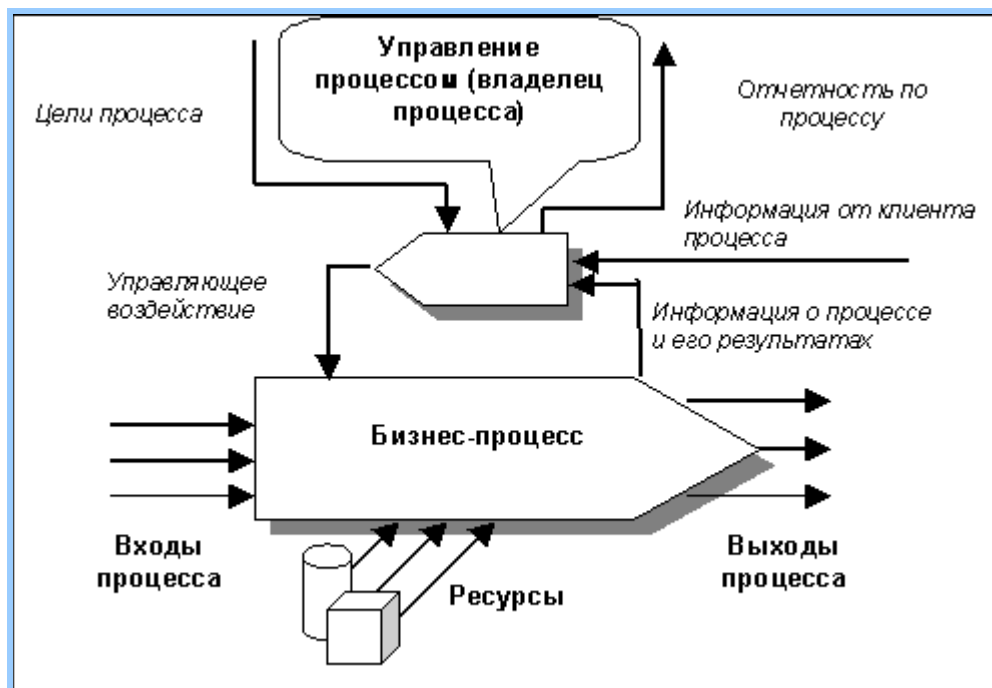 Управление
процессом (владелец
процесса)
Цели процесса
Отчетность по
процессу
Информация от клиента
процесса
Управляющее
воздействие
Информация о процессе
и его результатах
Бизнес-процесс
Входы
процесса
Ресурсы
Выходы
процесса